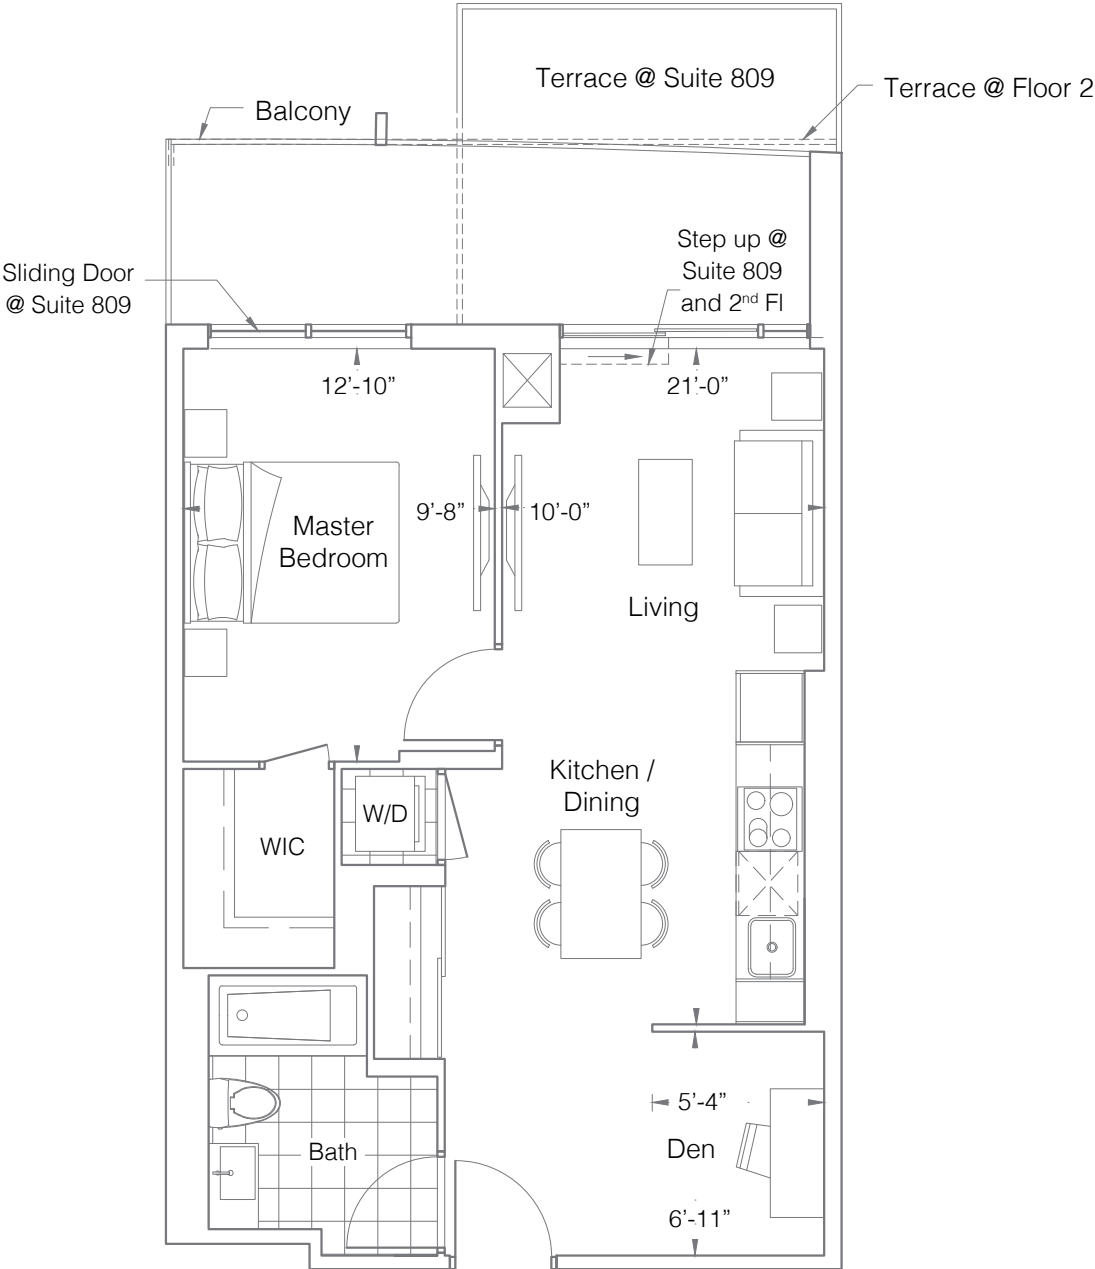 Terrace @ Suite 809
Terrace @ Floor 2
Balcony
Step up @
Suite 809
and 2nd Fl
Sliding Door
@ Suite 809
12’-10”
21’-0”
9’-8”
10’-0”
Master
Bedroom
Living
Kitchen /
Dining
W/D
WIC
5’-4”
Den
Bath
6’-11”